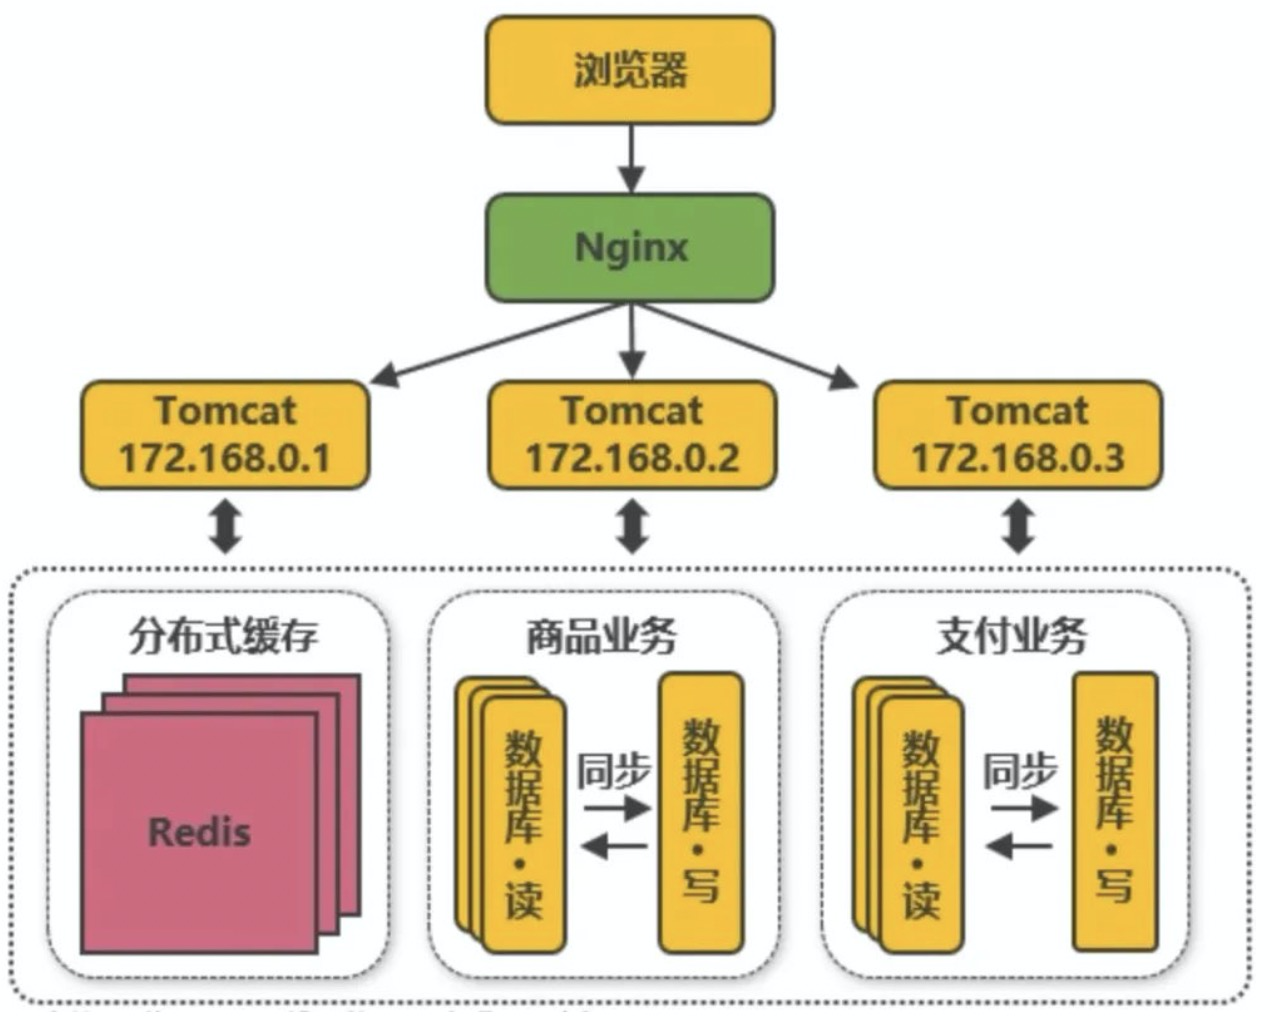 浏览器
Nginx
Tomcat
172.168.0.1
Tomcat
172.168.0.2
Tomcat
172.168.0.3
分布式缓存
Redis
商品业务
数据库·读
同步
数据库·写
支付业务
数据库·读
同步
数据库·写